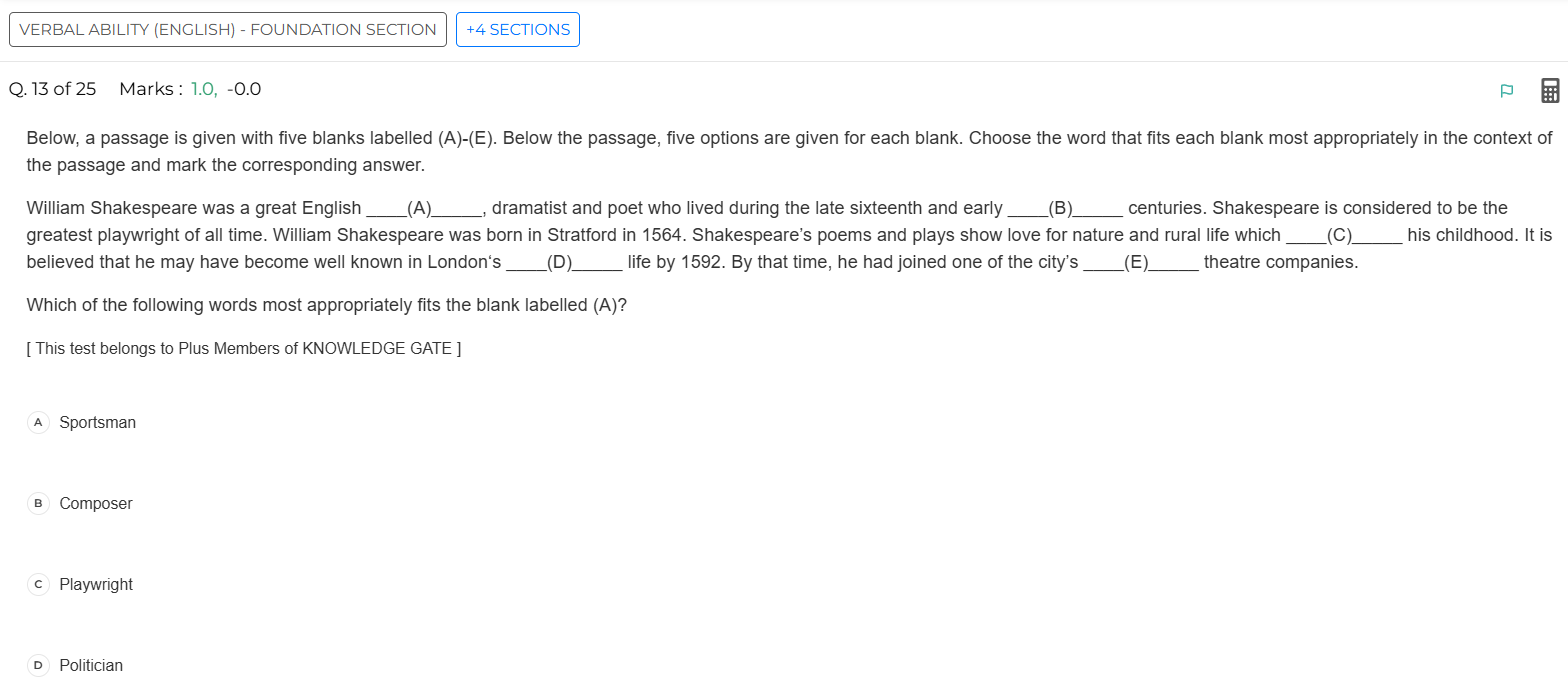 VERBAL ABILITY (ENGLISH) - FOUNDATION SECTION +4 SECTIONS
Q. 13 of 25 Marks : 1.0, -0.0
Below, a passage is given with five blanks labelled (A)-(E). Below the passage, five options are given for each blank. Choose the word that fits each blank most appropriately in the context of
the passage and mark the corresponding answer.
William Shakespeare was a great English ____(A)_____, dramatist and poet who lived during the late sixteenth and early ____(B)_____ centuries. Shakespeare is considered to be the
greatest playwright of all time. William Shakespeare was born in Stratford in 1564. Shakespeare’s poems and plays show love for nature and rural life which ____(C)_____ his childhood. It is
believed that he may have become well known in London‘s ____(D)_____ life by 1592. By that time, he had joined one of the city’s ____(E)_____ theatre companies.
Which of the following words most appropriately fits the blank labelled (A)?
[ This test belongs to Plus Members of KNOWLEDGE GATE ]
A Sportsman
B Composer
C Playwright
D Politician